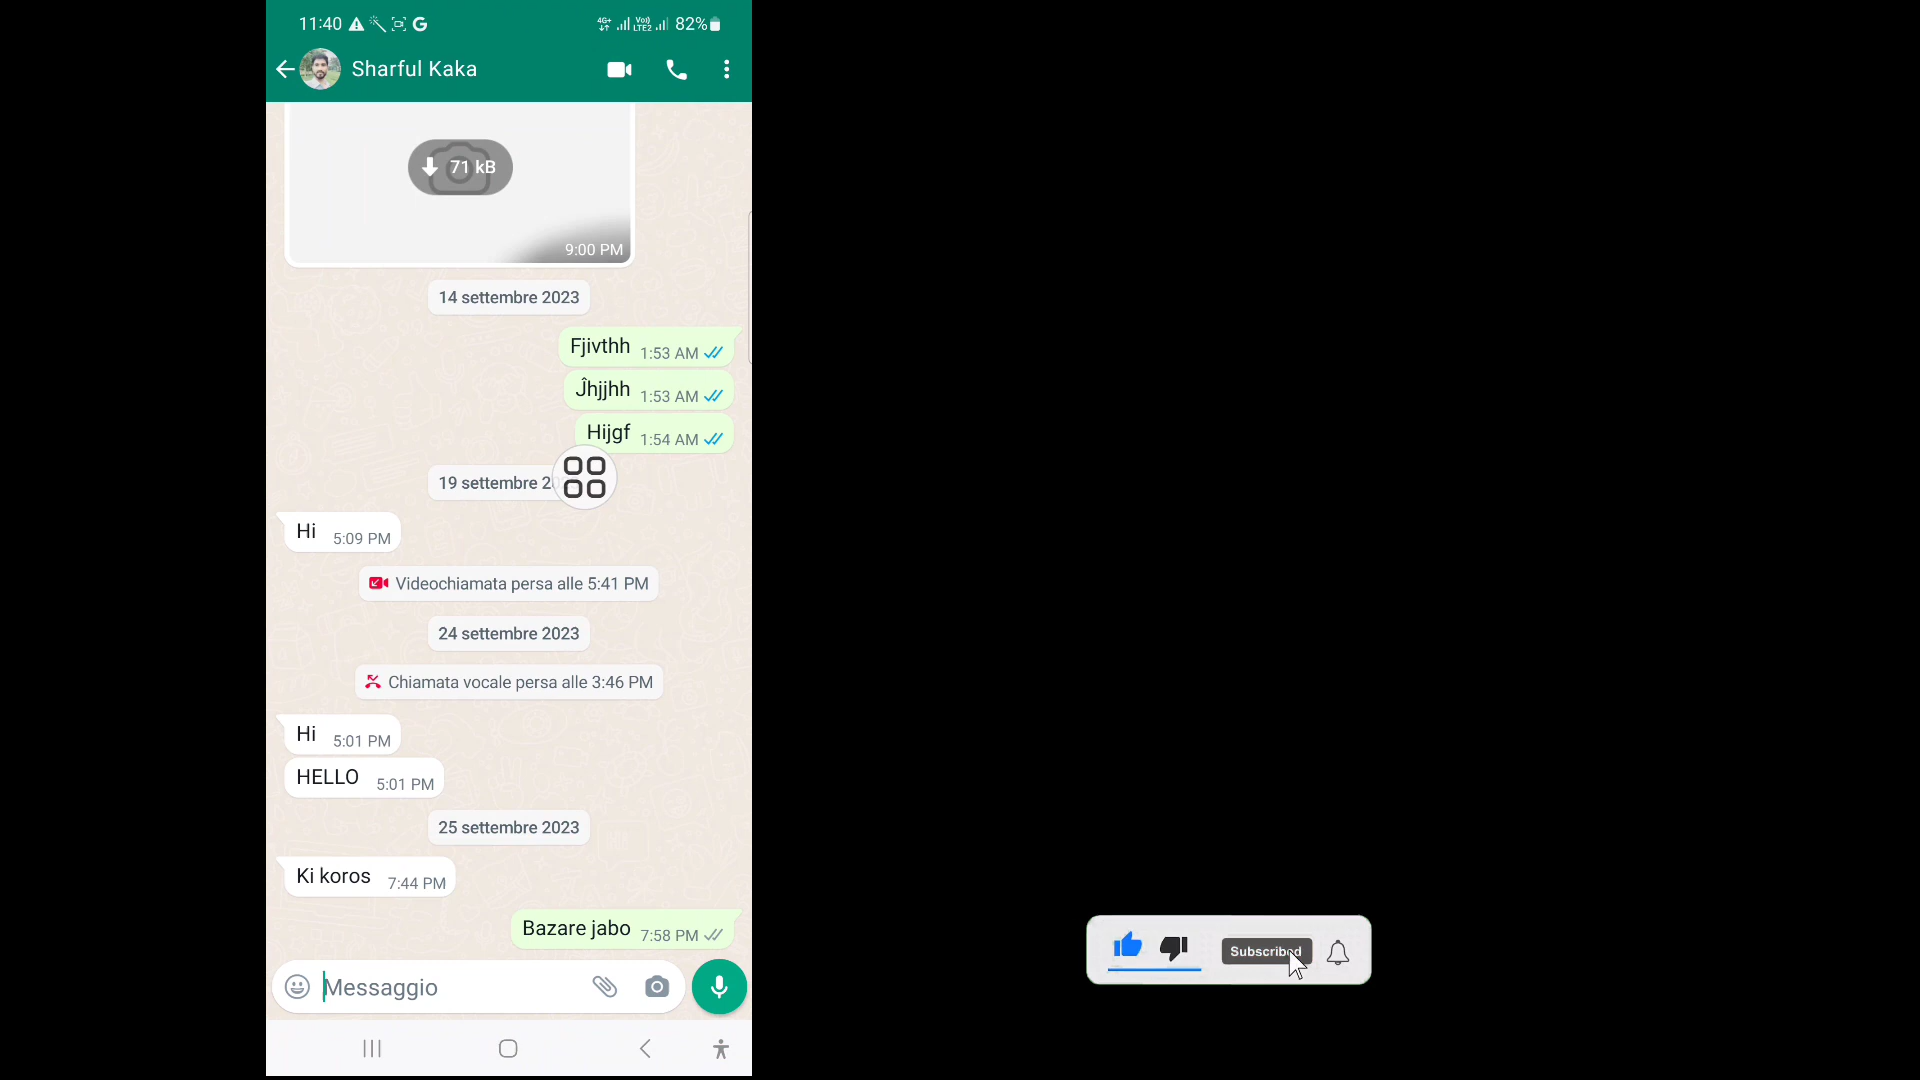 11:40
4G+ Vo)) LTE2 82%
Sharful Kaka
71 kB
9:00 PM
14 settembre 2023
Fjivthh 1:53 AM
Ĵhjjhh 1:53 AM
Hijgf 1:54 AM
19 settembre 2
Hi 5:09 PM
Videochiamata persa alle 5:41 PM
24 settembre 2023
Chiamata vocale persa alle 3:46 PM
Hi 5:01 PM
HELLO 5:01 PM
25 settembre 2023
Ki koros 7:44 PM
Bazare jabo 7:58 PM
Messaggio
Subscribed